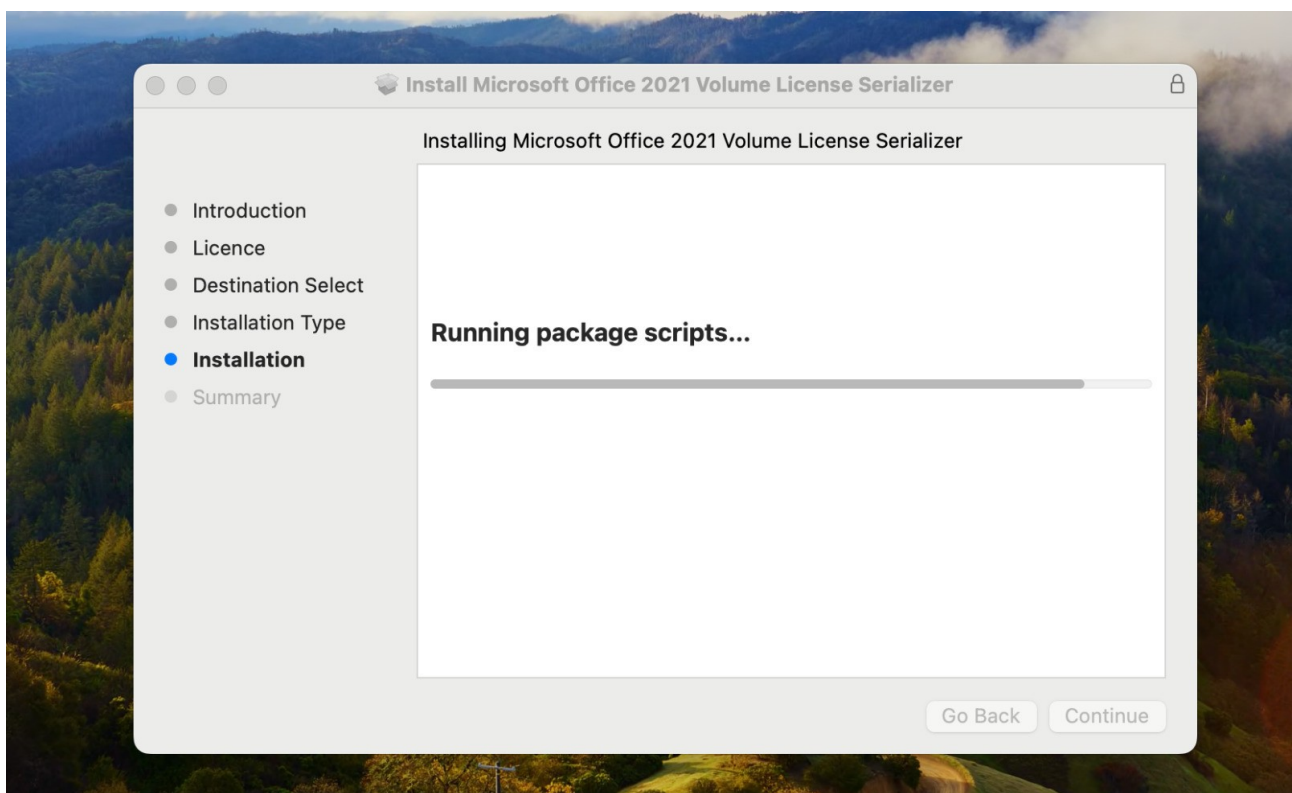 Install Microsoft Office 2021 Volume License Serializer
Installing Microsoft Office 2021 Volume License Serializer
Introduction
Licence
Destination Select
Installation Type
Installation
Summary
Running package scripts...
Go Back
Continue